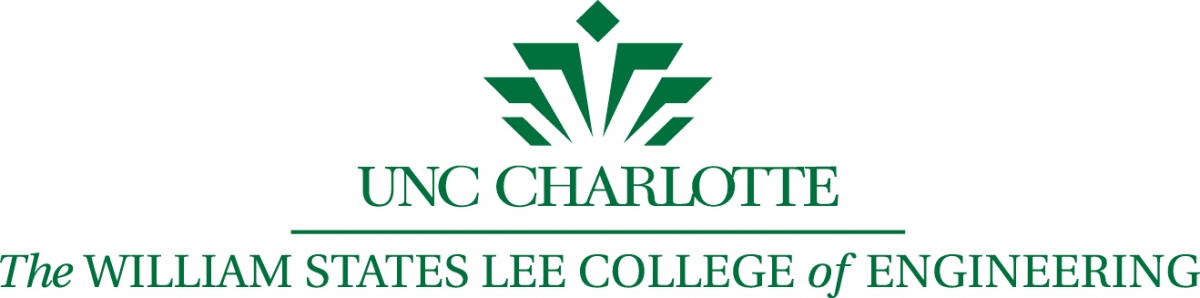 UNC CHARLOTTE
The WILLIAM STATES LEE COLLEGE of ENGINEERING